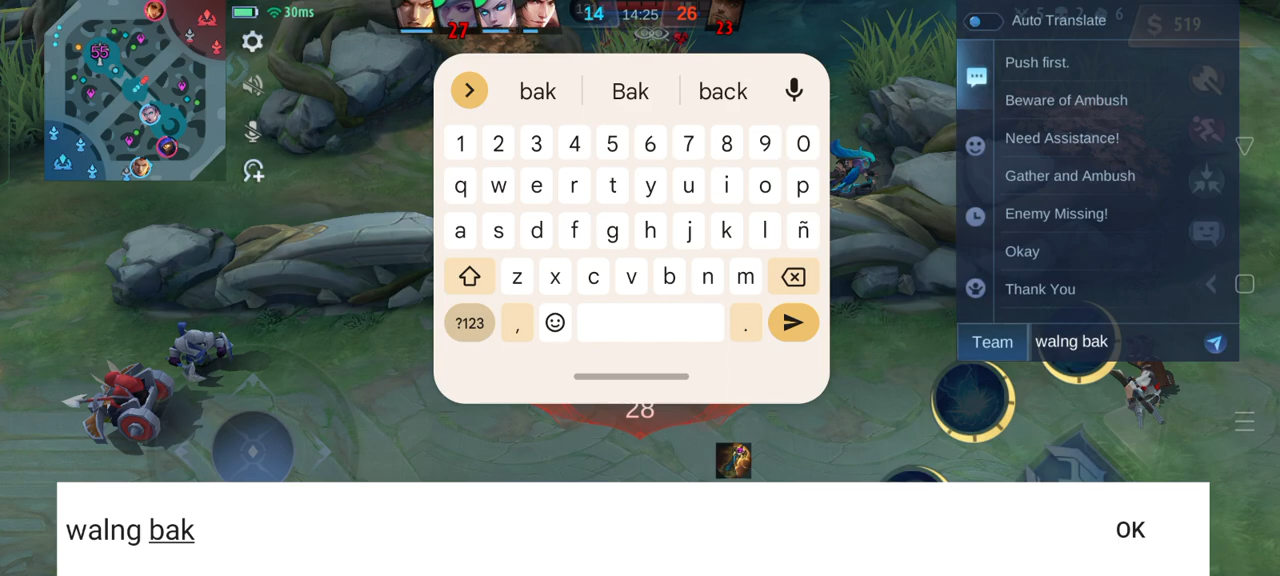 55
30ms
27
14
14:25
26
23
Auto Translate
6
$ 519
Push first.
Beware of Ambush
Need Assistance!
Gather and Ambush
Enemy Missing!
Okay
Thank You
Team walng bak
bak Bak back
1 2 3 4 5 6 7 8 9 0
q w e r t y u i o p
a s d f g h j k l ñ
z x c v b n m
?123 , .
28
walng bak
OK